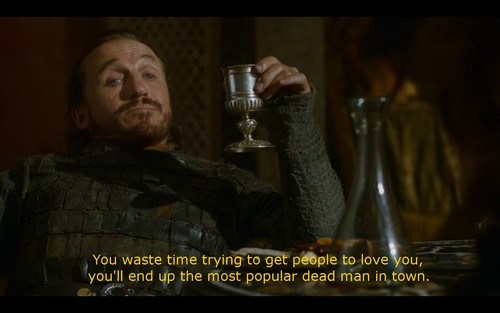 You waste time trying to get people to love you,
you'll end up the most popular dead man in town.